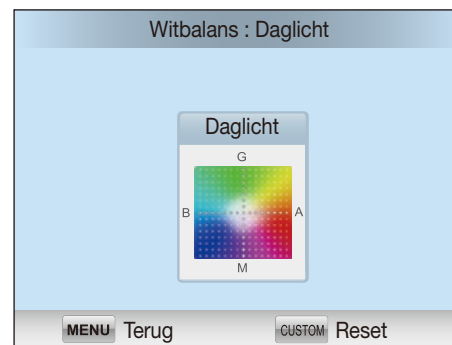 Witbalans : Daglicht
Daglicht
G
B A
M
MENU Terug CUSTOM Reset